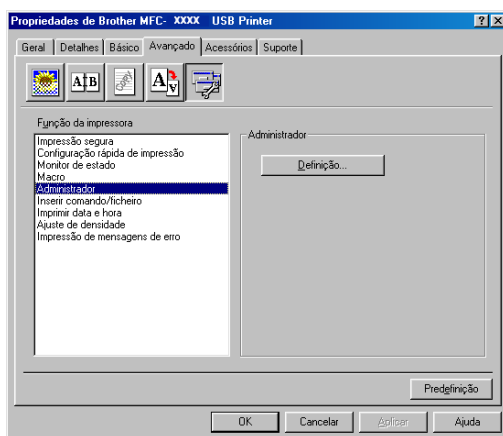 Propriedades de Brother MFC- XXXX USB Printer
Geral Detalhes Básico Avançado Acessórios Suporte
Função da impressora
Impressão segura
Configuração rápida de impressão
Monitor de estado
Macro
Administrador
Inserir comando/ficheiro
Imprimir data e hora
Ajuste de densidade
Impressão de mensagens de erro
Administrador
Definição...
Predefinição
OK Cancelar Aplicar Ajuda